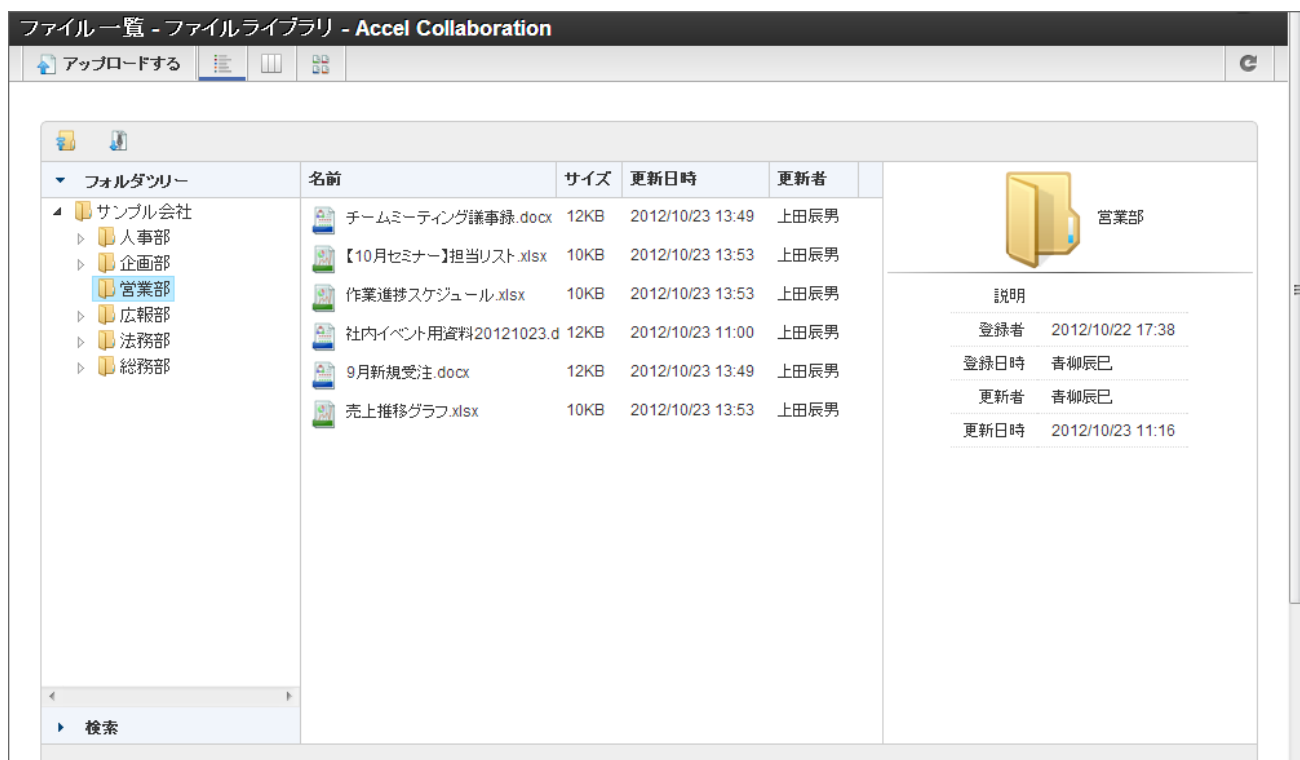 ファイル一覧 - ファイルライブラリ - Accel Collaboration
アップロードする
フォルダツリー
サンプル会社
人事部
企画部
営業部
広報部
法務部
総務部
検索
名前 サイズ 更新日時 更新者
チームミーティング議事録.docx 12KB 2012/10/23 13:49 上田辰男
【10月セミナー】担当リスト.xlsx 10KB 2012/10/23 13:53 上田辰男
作業進捗スケジュール.xlsx 10KB 2012/10/23 13:53 上田辰男
社内イベント用資料20121023.d 12KB 2012/10/23 11:00 上田辰男
9月新規受注.docx 12KB 2012/10/23 13:49 上田辰男
売上推移グラフ.xlsx 10KB 2012/10/23 13:53 上田辰男
営業部
説明
登録者 2012/10/22 17:38
登録日時 青柳辰巳
更新者 青柳辰巳
更新日時 2012/10/23 11:16